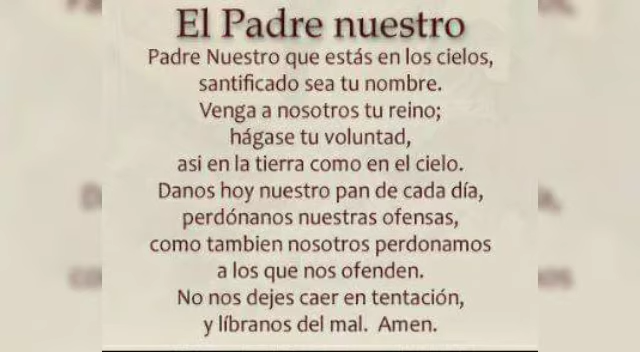 El Padre nuestro
Padre Nuestro que estás en los cielos,
santificado sea tu nombre.
Venga a nosotros tu reino;
hágase tu voluntad,
asi en la tierra como en el cielo.
Danos hoy nuestro pan de cada día,
perdónanos nuestras ofensas,
como tambien nosotros perdonamos
a los que nos ofenden.
No nos dejes caer en tentación,
y líbranos del mal.  Amen.